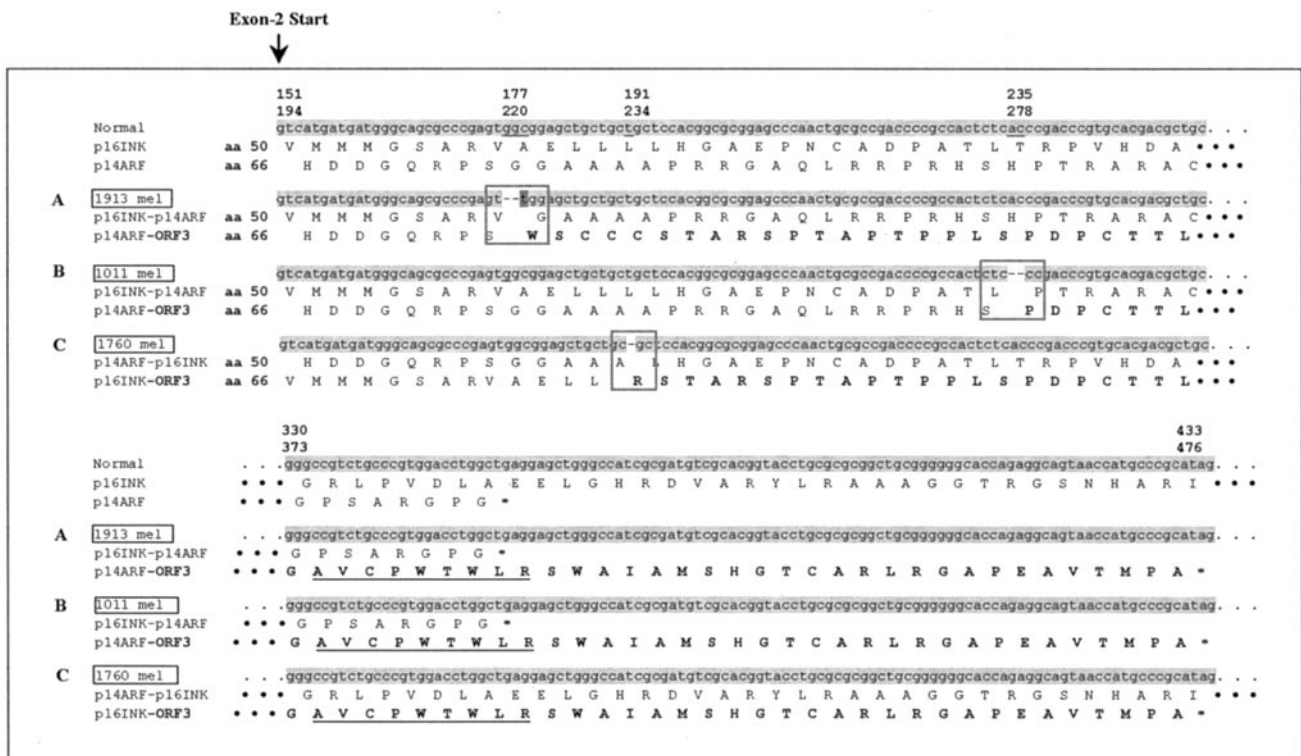 Exon-2 Start
151 177 191 235
194 220 234 278
Normal gtcatgatgatgggcagcgcccgagtggcggagctgctgctgctccacggcgcggagcccaactgcgccgaccccgccactctcacccgacccgtgcacgacgctgc. . .
p16INK aa 50 V M M M G S A R V A E L L L L H G A E P N C A D P A T L T R P V H D A • • •
p14ARF aa 66 H D D G Q R P S G G A A A A P R R G A Q L R R P R H S H P T R A R A C • • •
A 1913 mel gtcatgatgatgggcagcgcccgagt--tggagctgctgctgctccacggcgcggagcccaactgcgccgaccccgccactctcacccgacccgtgcacgacgctgc. . .
p16INK-p14ARF aa 50 V M M M G S A R V G A A A A P R R G A Q L R R P R H S H P T R A R A C • • •
p14ARF-ORF3 aa 66 H D D G Q R P S W S C C C S T A R S P T A P T P P L S P D P C T T L • • •
B 1011 mel gtcatgatgatgggcagcgcccgagtggcggagctgctgctgctccacggcgcggagcccaactgcgccgaccccgccactctc--ccgacccgtgcacgacgctgc. . .
p16INK-p14ARF aa 50 V M M M G S A R V A E L L L L H G A E P N C A D P A T L P T R A R A C • • •
p14ARF-ORF3 aa 66 H D D G Q R P S G G A A A A P R R G A Q L R R P R H S P D P C T T L • • •
C 1760 mel gtcatgatgatgggcagcgcccgagtggcggagctgctgc-gctccacggcgcggagcccaactgcgccgaccccgccactctcacccgacccgtgcacgacgctgc. . .
p14ARF-p16INK aa 50 H D D G Q R P S G G A A A L H G A E P N C A D P A T L T R P V H D A • • •
p16INK-ORF3 aa 66 V M M M G S A R V A E L L R S T A R S P T A P T P P L S P D P C T T L • • •
330 433
373 476
Normal . . .gggccgtctgcccgtggacctggctgaggagctgggccatcgcgatgtcgcacggtacctgcgcgcggctgcggggggcaccagaggcagtaaccatgcccgcatag. . .
p16INK • • • G R L P V D L A E E L G H R D V A R Y L R A A A G G T R G S N H A R I • • •
p14ARF • • • G P S A R G P G *
A 1913 mel . . .gggccgtctgcccgtggacctggctgaggagctgggccatcgcgatgtcgcacggtacctgcgcgcggctgcggggggcaccagaggcagtaaccatgcccgcatag. . .
p16INK-p14ARF • • • G P S A R G P G *
p14ARF-ORF3 • • • G A V C P W T W L R S W A I A M S H G T C A R L R G A P E A V T M P A *
B 1011 mel . . .gggccgtctgcccgtggacctggctgaggagctgggccatcgcgatgtcgcacggtacctgcgcgcggctgcggggggcaccagaggcagtaaccatgcccgcatag. . .
p16INK-p14ARF • • • G P S A R G P G *
p14ARF-ORF3 • • • G A V C P W T W L R S W A I A M S H G T C A R L R G A P E A V T M P A *
C 1760 mel . . .gggccgtctgcccgtggacctggctgaggagctgggccatcgcgatgtcgcacggtacctgcgcgcggctgcggggggcaccagaggcagtaaccatgcccgcatag. . .
p14ARF-p16INK • • • G R L P V D L A E E L G H R D V A R Y L R A A A G G T R G S N H A R I • • •
p16INK-ORF3 • • • G A V C P W T W L R S W A I A M S H G T C A R L R G A P E A V T M P A *